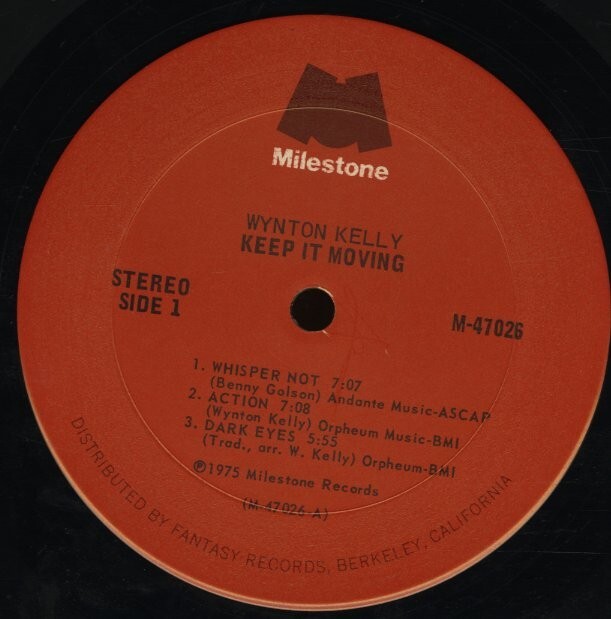 Milestone
WYNTON KELLY
KEEP IT MOVING
STEREO
SIDE 1
M-47026
1. WHISPER NOT 7:07
(Benny Golson) Andante Music-ASCAP
2. ACTION 7:08
(Wynton Kelly) Orpheum Music-BMI
3. DARK EYES 5:55
(Trad., arr. W. Kelly) Orpheum-BMI
℗1975 Milestone Records
(M-47026-A)
DISTRIBUTED BY FANTASY RECORDS, BERKELEY, CALIFORNIA